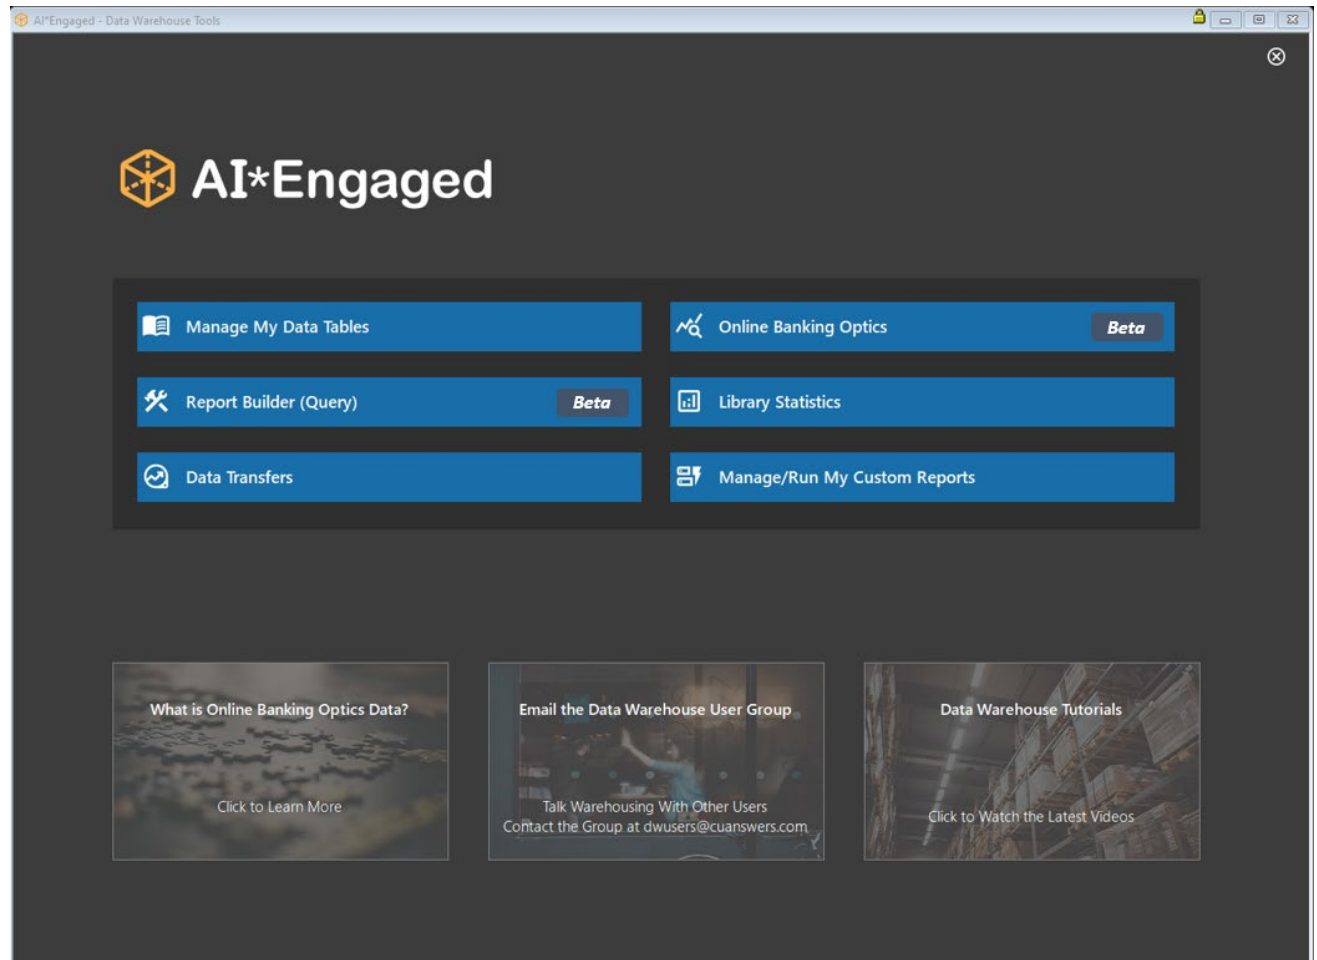 AI*Engaged - Data Warehouse Tools
AI*Engaged
Manage My Data Tables
Online Banking Optics
Beta
Report Builder (Query)
Beta
Library Statistics
Data Transfers
Manage/Run My Custom Reports
What is Online Banking Optics Data?
Click to Learn More
Email the Data Warehouse User Group
Talk Warehousing With Other Users
Contact the Group at dwusers@cuanswers.com
Data Warehouse Tutorials
Click to Watch the Latest Videos